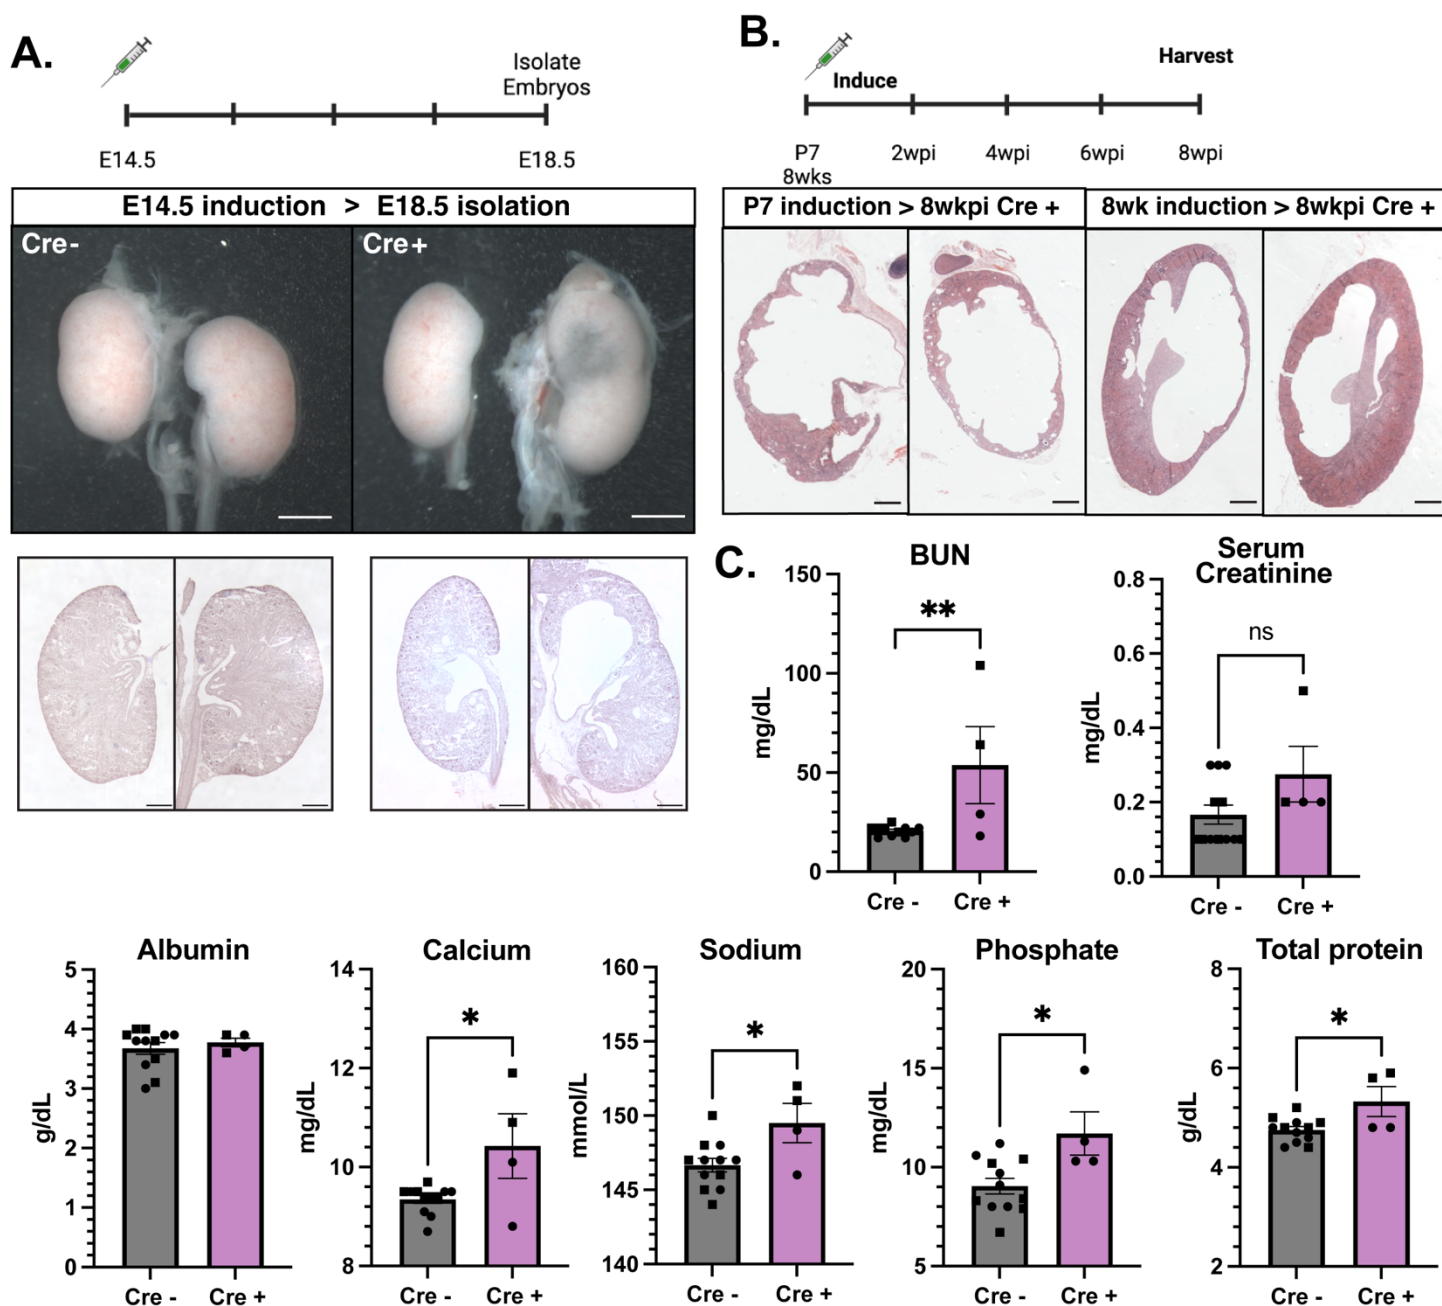 A.
Isolate
Embryos
E14.5
E18.5
E14.5 induction > E18.5 isolation
Cre-
Cre+
B.
Induce
Harvest
P7
8wks
2wpi
4wpi
6wpi
8wpi
P7 induction > 8wkpi Cre +
8wk induction > 8wkpi Cre +
C.
BUN
mg/dL
150
100
50
0
**
Cre -
Cre +
Serum
Creatinine
mg/dL
0.8
0.6
0.4
0.2
0.0
ns
Cre -
Cre +
Albumin
g/dL
5
4
3
2
1
0
Cre -
Cre +
Calcium
mg/dL
14
12
10
8
*
Cre -
Cre +
Sodium
mmol/L
160
155
150
145
140
*
Cre -
Cre +
Phosphate
mg/dL
20
15
10
5
*
Cre -
Cre +
Total protein
g/dL
8
6
4
2
*
Cre -
Cre +